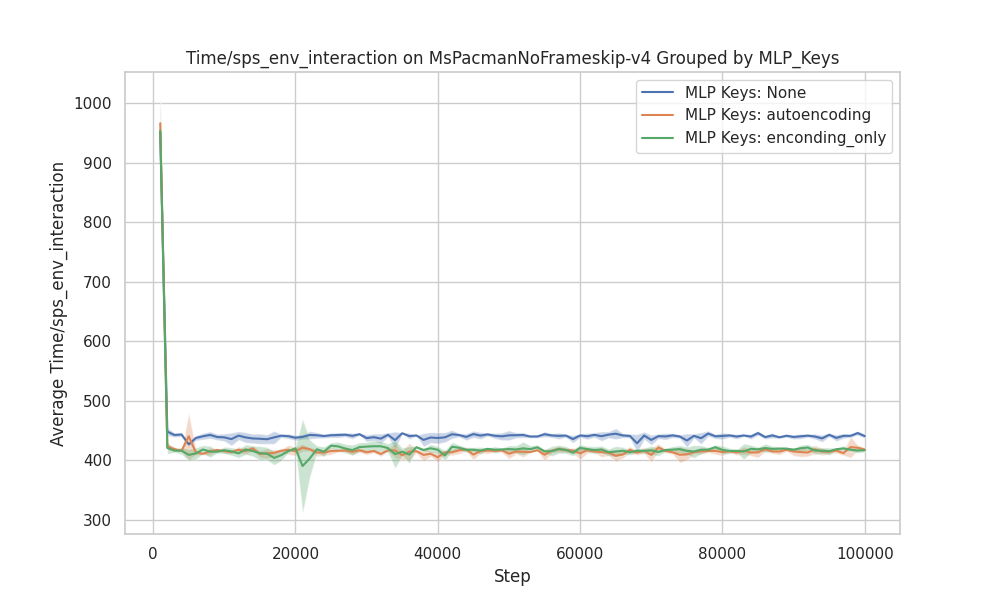 Time/sps_env_interaction on MsPacmanNoFrameskip-v4 Grouped by MLP_Keys
MLP Keys: None
MLP Keys: autoencoding
MLP Keys: enconding_only
Average Time/sps_env_interaction
1000
900
800
700
600
500
400
300
0
20000
40000
60000
80000
100000
Step